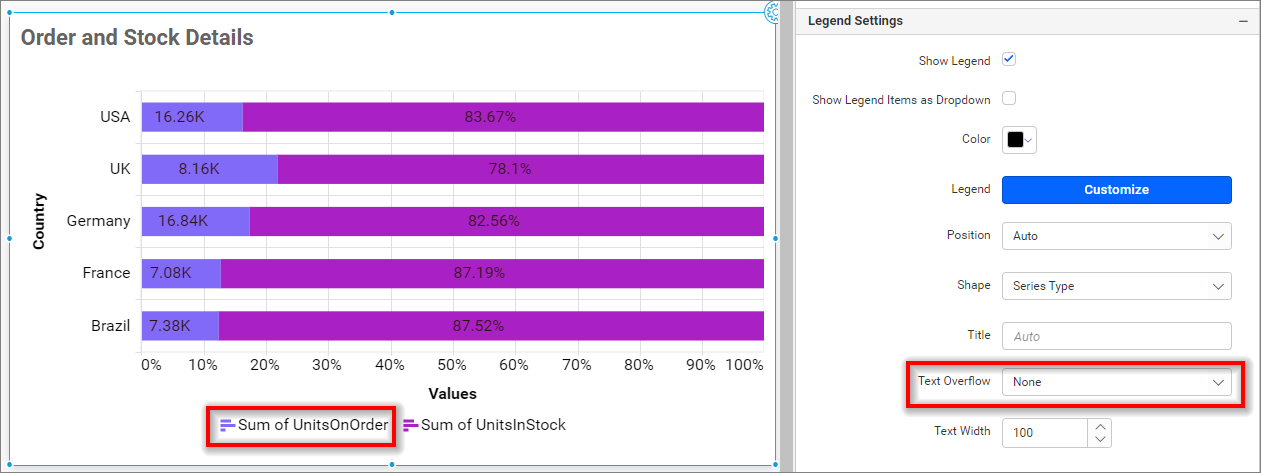 Order and Stock Details
Country
USA 16.26K 83.67%
UK 8.16K 78.1%
Germany 16.84K 82.56%
France 7.08K 87.19%
Brazil 7.38K 87.52%
0% 10% 20% 30% 40% 50% 60% 70% 80% 90% 100%
Values
Sum of UnitsOnOrder Sum of UnitsInStock
Legend Settings
Show Legend
Show Legend Items as Dropdown
Color
Legend Customize
Position Auto
Shape Series Type
Title Auto
Text Overflow None
Text Width 100